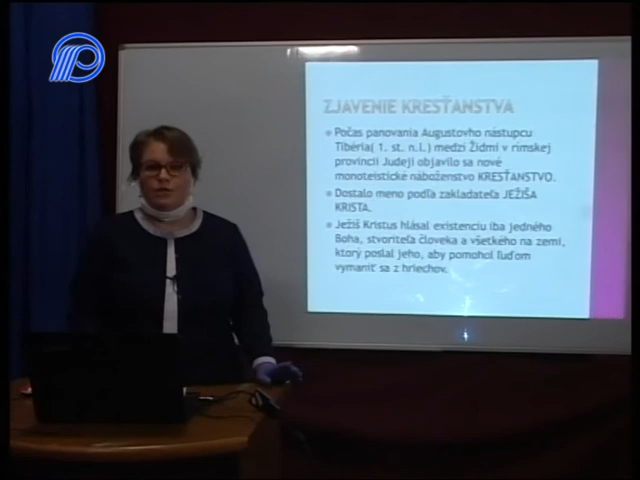 ZJAVENIE KRESŤANSTVA
Počas panovania Augustovho nástupcu
Tibéria( 1. st. n.l.) medzi Židmi v rímskej
provincii Judeji objavilo sa nové
monoteistické náboženstvo KRESŤANSTVO.
Dostalo meno podľa zakladateľa JEŽIŠA
KRISTA.
Ježiš Kristus hlásal existenciu iba jedného
Boha, stvoriteľa človeka a všetkého na zemi,
ktorý poslal jeho, aby pomohol ľuďom
vymaniť sa z hriechov.